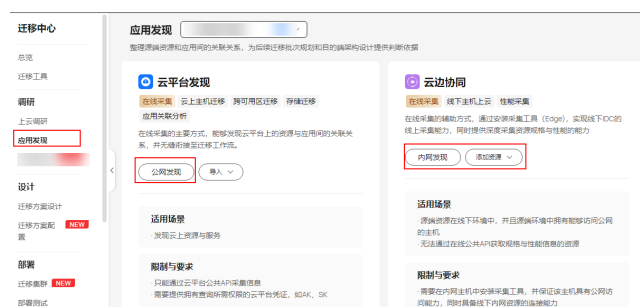 迁移中心
总览
迁移工具
调研
上云调研
应用发现
设计
迁移方案设计
迁移方案配置 NEW
部署
迁移集群 NEW
部署测试
应用发现
整理源端资源和应用间的关联关系，为后续迁移批次规划和目的端架构设计提供判断依据
云平台发现
在线采集 云上主机迁移 跨可用区迁移 存储迁移
应用关联分析
在线采集的主要方式，能够发现云平台上的资源与应用间的关联关
系，并无缝衔接至迁移工作流。
公网发现 导入
适用场景
·发现云上资源与服务
限制与要求
·只能通过云平台公共API采集信息
·需要提供拥有查询所需权限的云平台凭证，如AK、SK
云边协同
在线采集 线下主机上云 性能采集
在线采集的辅助方式，通过安装采集工具（Edge），实现线下IDC的
线上采集能力，同时提供深度采集资源规格与性能的能力
内网发现 添加资源
适用场景
·源端资源在线下环境中，并且源端环境中拥有能够访问公网
的主机
·无法通过在线公共API获取规格与性能信息的资源
限制与要求
·需要在内网主机中安装采集工具，并保证该主机具有公网访
问能力，同时具备线下内网资源的连接能力